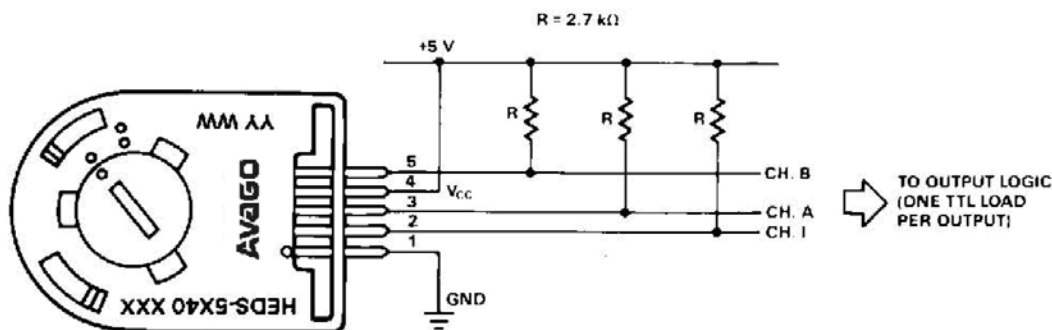 R = 2.7 kΩ
+5 V
R
R
R
YY WW
AVAGO
HEDS-5X40 XXX
5
4
VCC
3
2
1
GND
CH. B
CH. A
CH. I
TO OUTPUT LOGIC
(ONE TTL LOAD
PER OUTPUT)